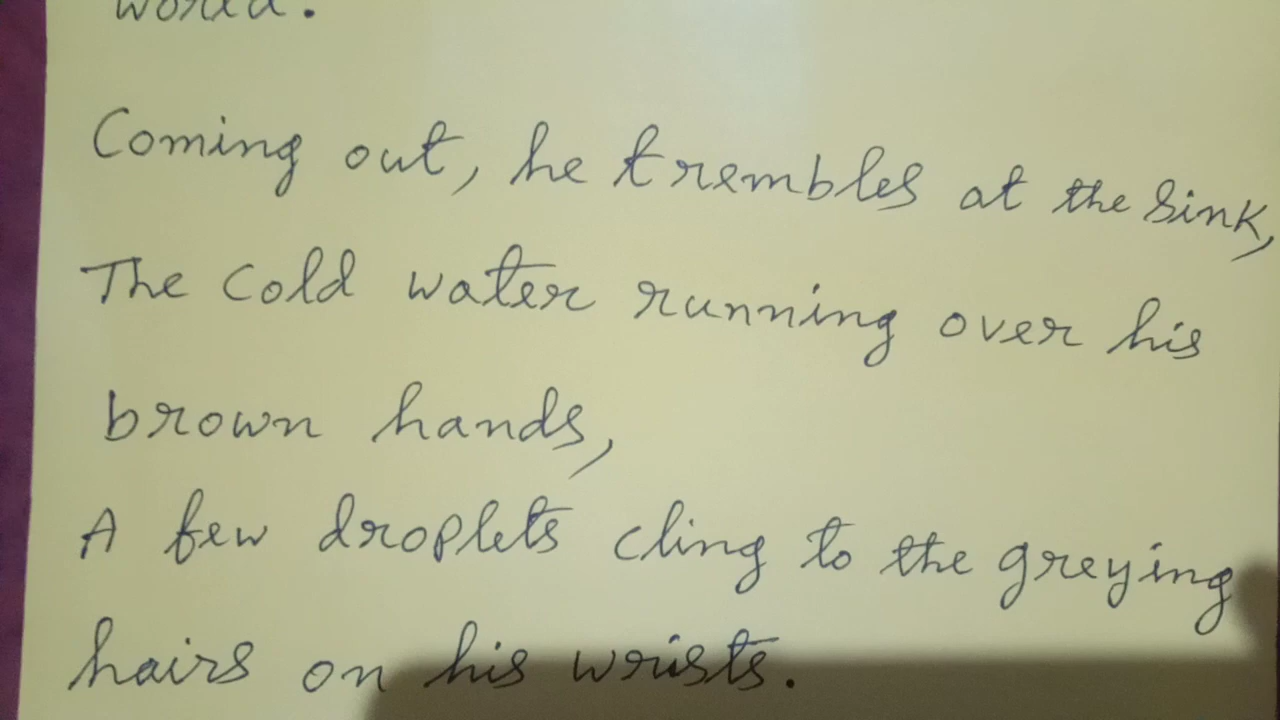 world.
Coming out, he trembles at the sink,
The cold water running over his
brown hands,
A few droplets cling to the greying
hairs on his wrists.